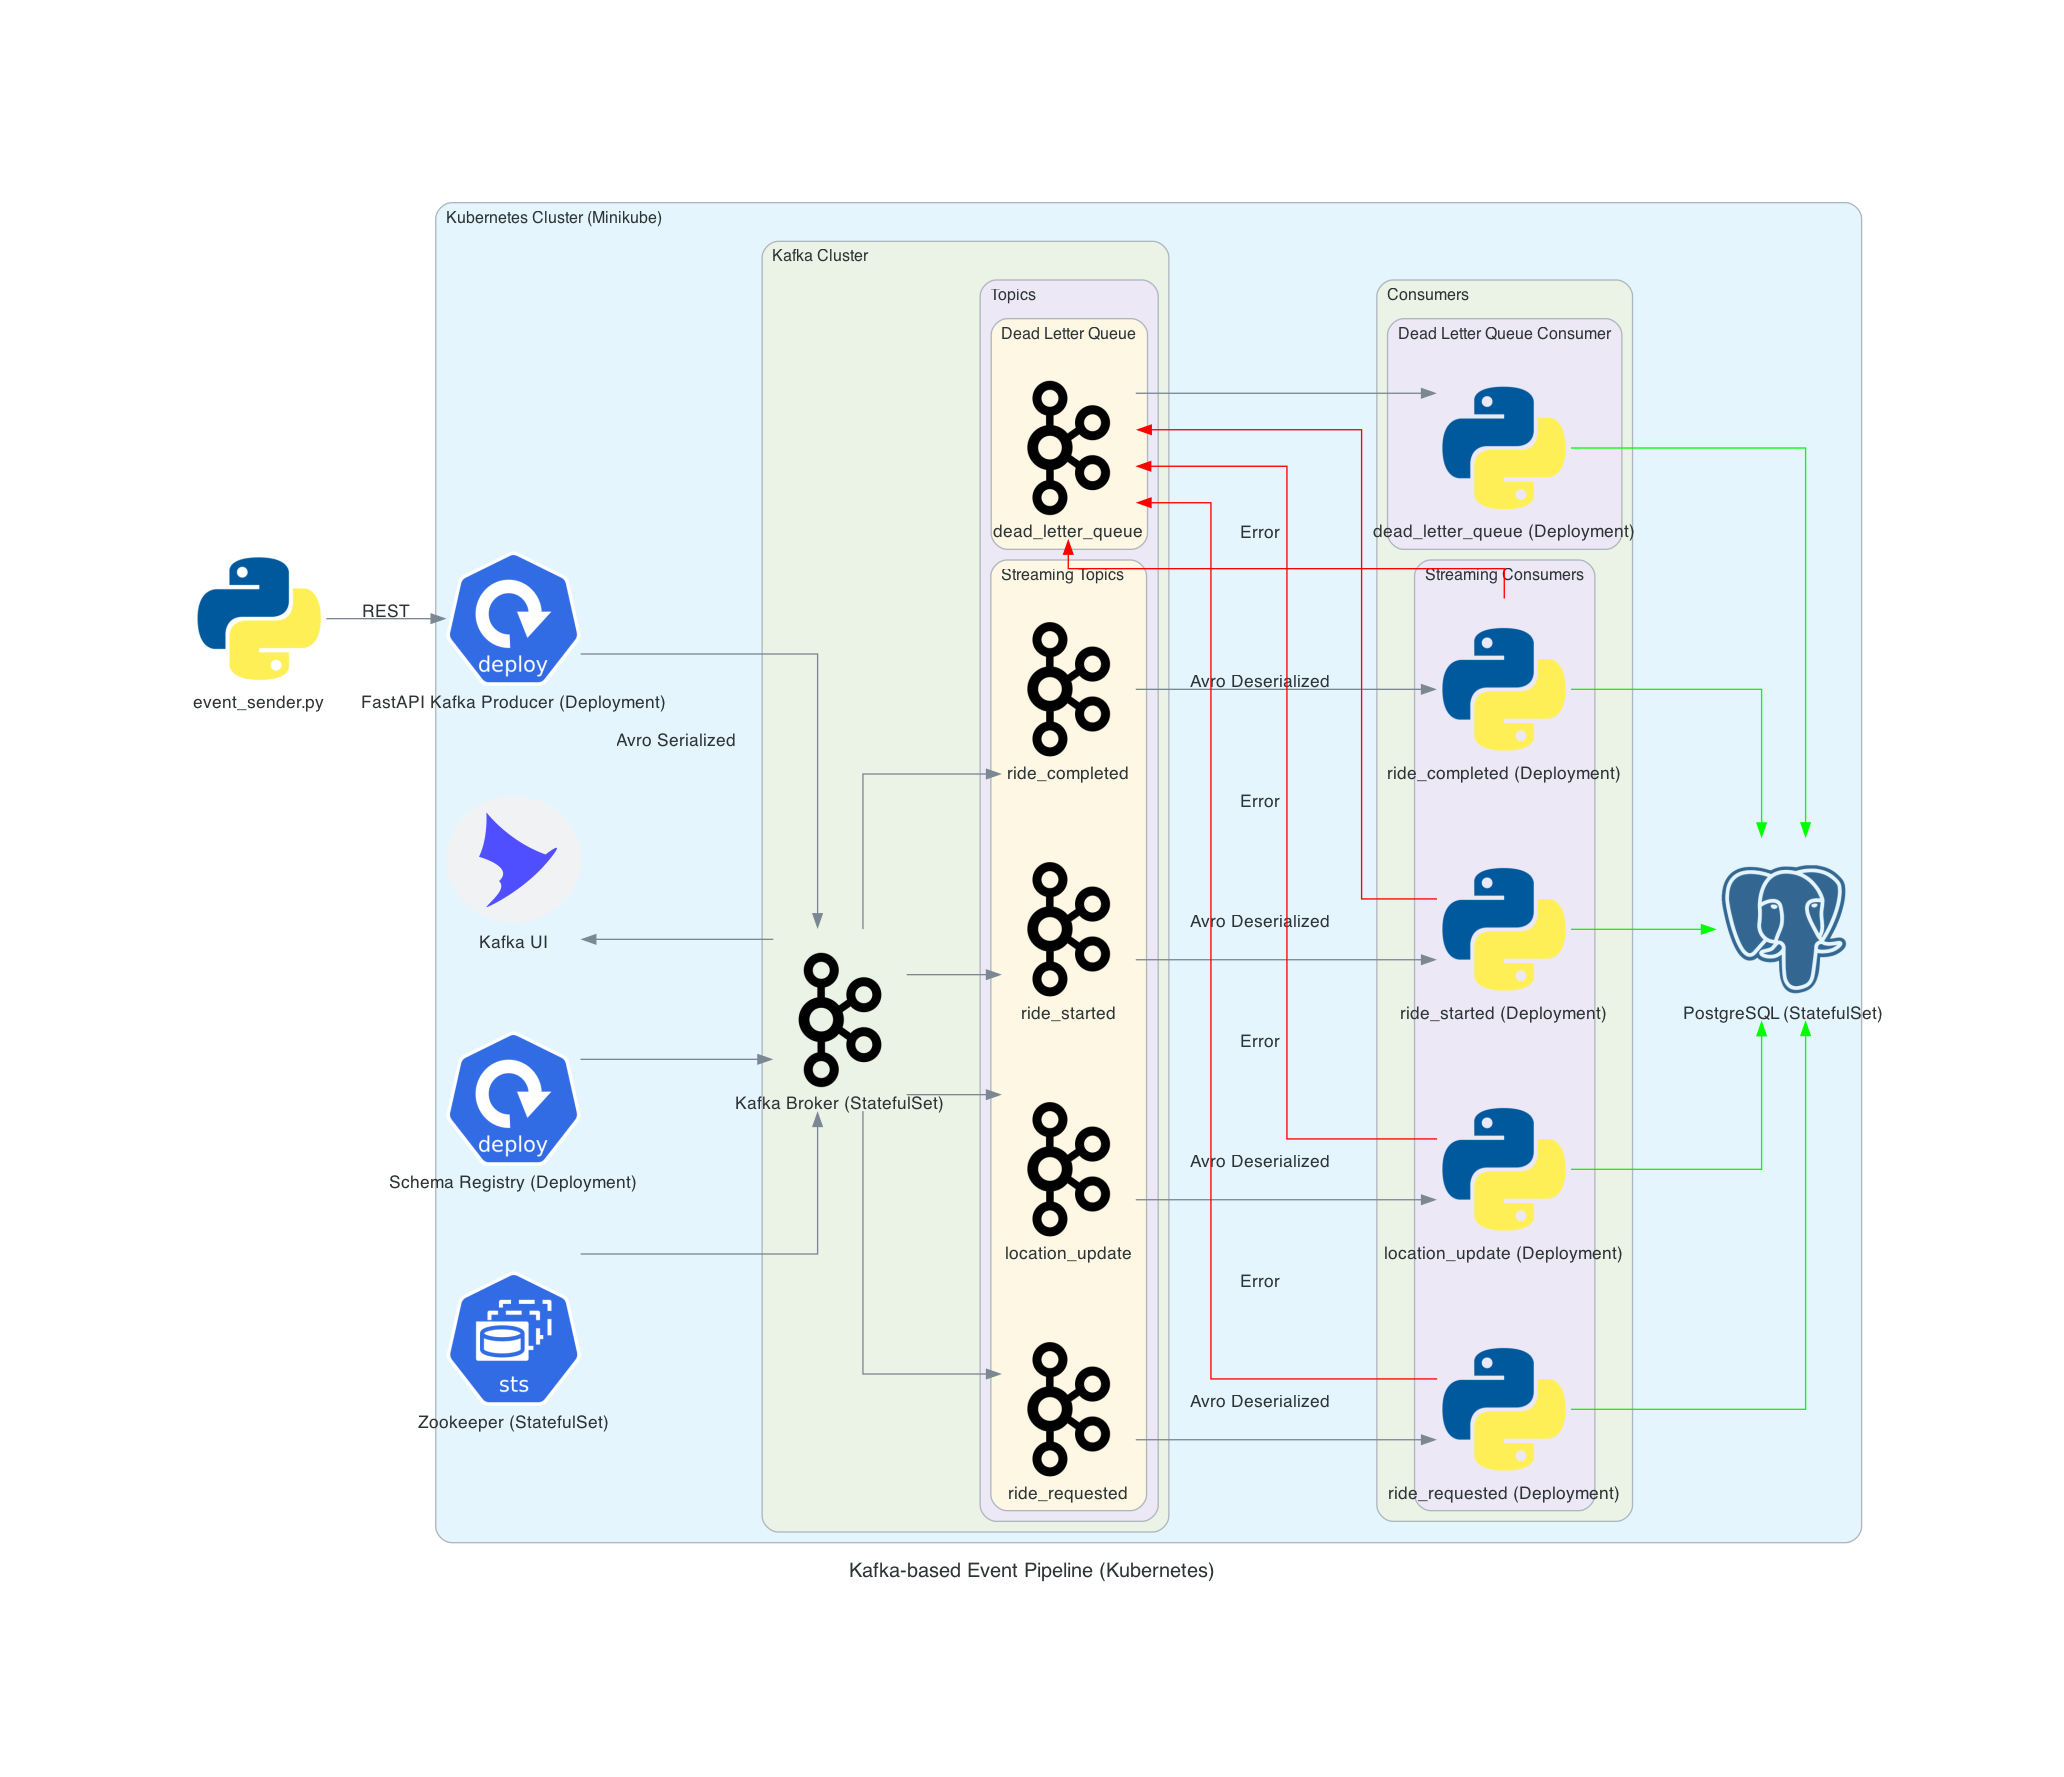 Kubernetes Cluster (Minikube)
Kafka Cluster
Topics
Consumers
Dead Letter Queue
Dead Letter Queue Consumer
dead_letter_queue
Error
dead_letter_queue (Deployment)
Streaming Topics
Streaming Consumers
REST
deploy
event_sender.py
FastAPI Kafka Producer (Deployment)
Avro Deserialized
Avro Serialized
ride_completed
ride_completed (Deployment)
Error
Kafka UI
Avro Deserialized
ride_started
ride_started (Deployment)
PostgreSQL (StatefulSet)
Error
Kafka Broker (StatefulSet)
deploy
Schema Registry (Deployment)
Avro Deserialized
location_update
location_update (Deployment)
Error
sts
Zookeeper (StatefulSet)
Avro Deserialized
ride_requested
ride_requested (Deployment)
Kafka-based Event Pipeline (Kubernetes)